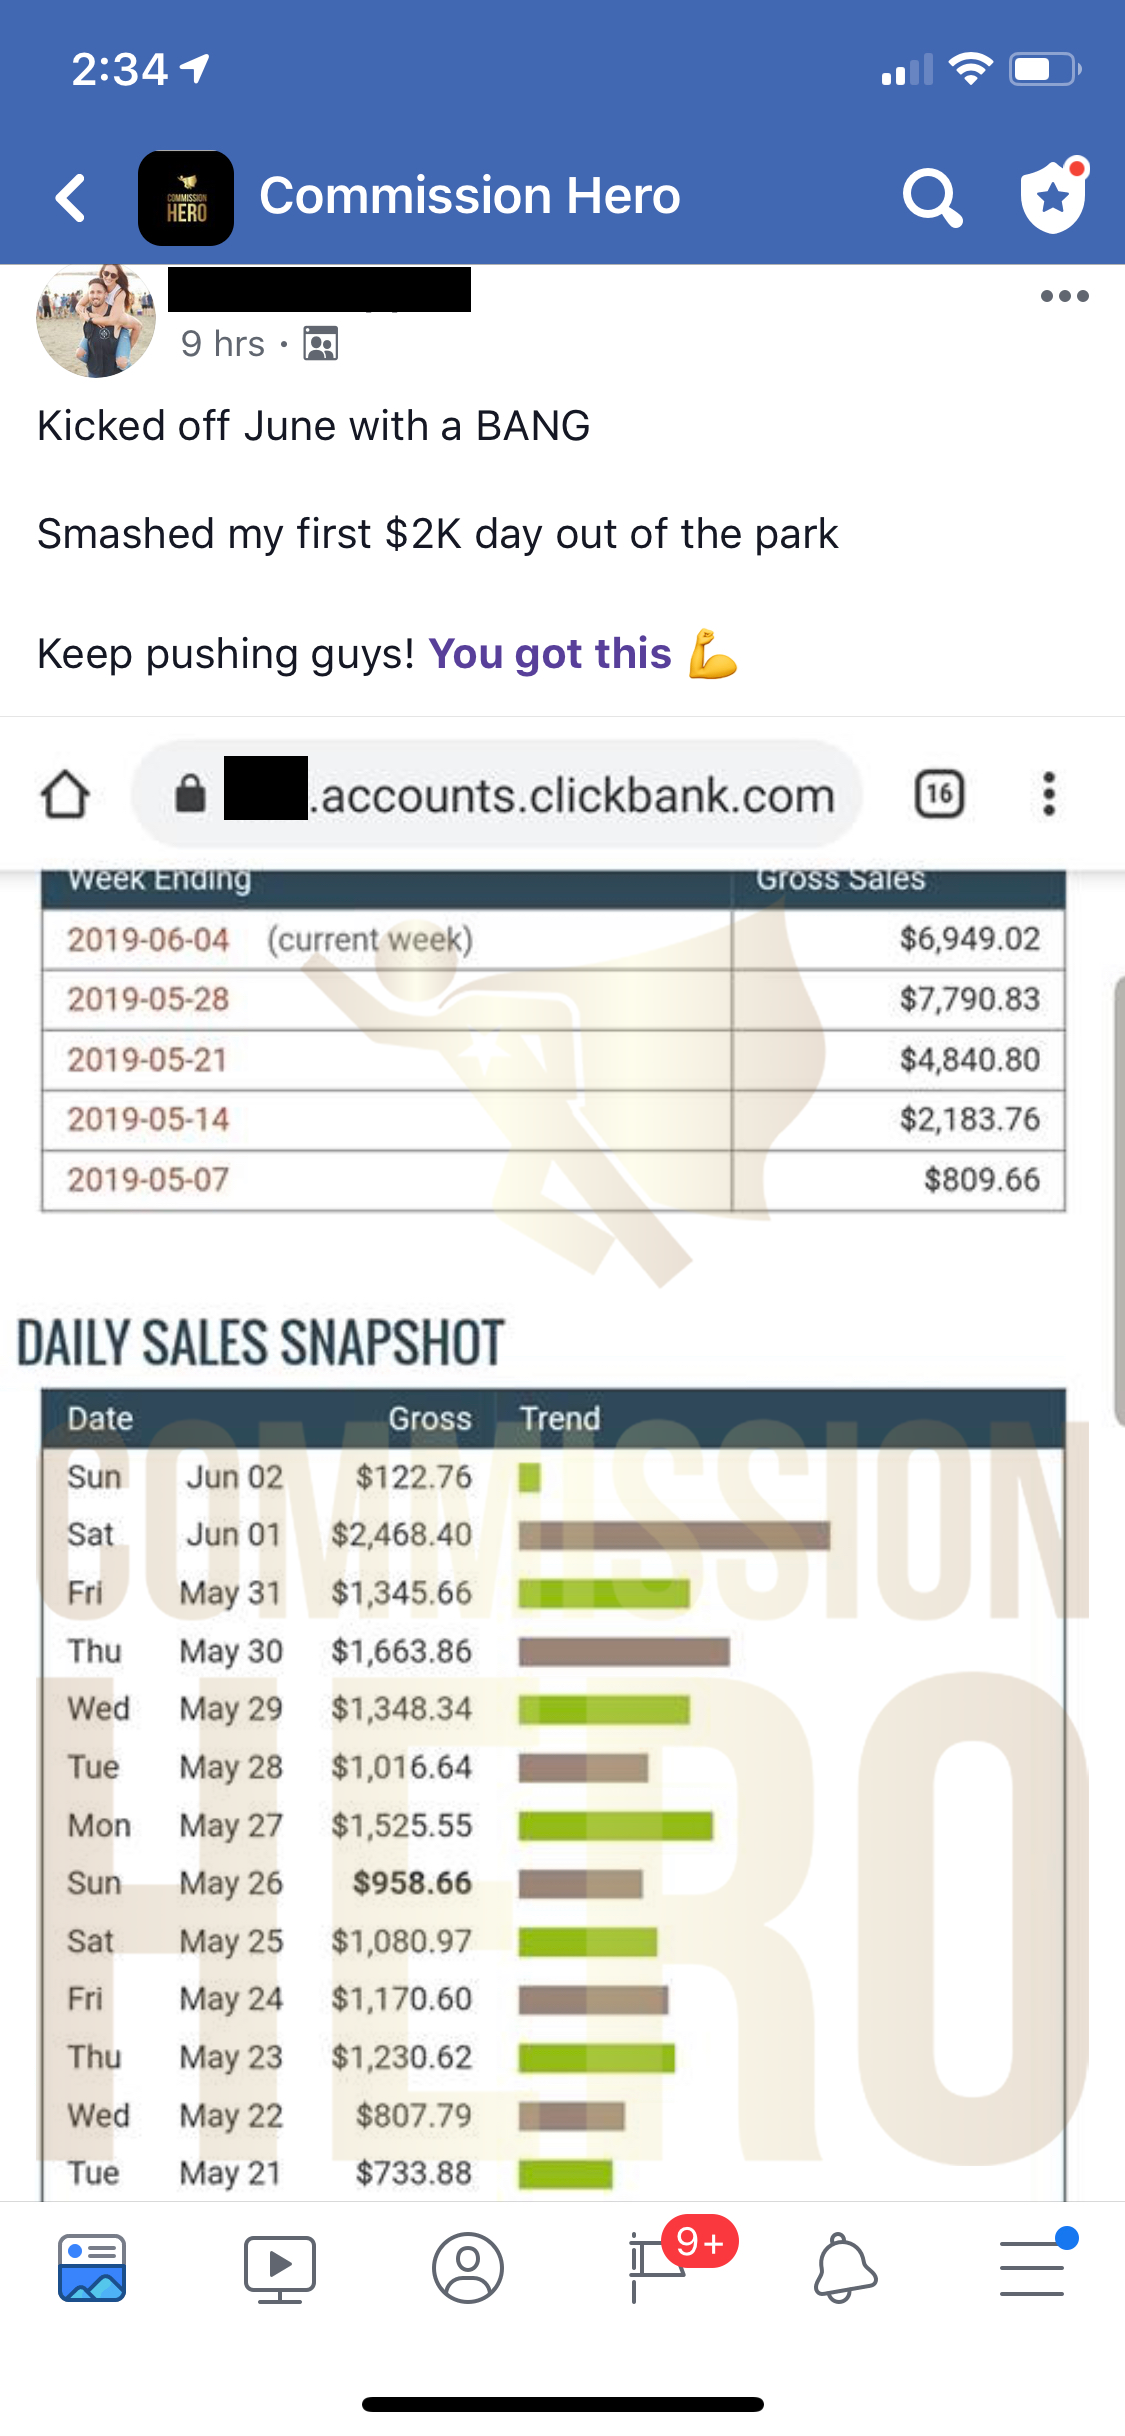 2:34
COMMISSION
HERO
Commission Hero
9 hrs ·
Kicked off June with a BANG
Smashed my first $2K day out of the park
Keep pushing guys! You got this 💪
.accounts.clickbank.com
16
Week Ending Gross Sales
2019-06-04 (current week) $6,949.02
2019-05-28 $7,790.83
2019-05-21 $4,840.80
2019-05-14 $2,183.76
2019-05-07 $809.66
DAILY SALES SNAPSHOT
Date Gross Trend
Sun Jun 02 $122.76
Sat Jun 01 $2,468.40
Fri May 31 $1,345.66
Thu May 30 $1,663.86
Wed May 29 $1,348.34
Tue May 28 $1,016.64
Mon May 27 $1,525.55
Sun May 26 $958.66
Sat May 25 $1,080.97
Fri May 24 $1,170.60
Thu May 23 $1,230.62
Wed May 22 $807.79
Tue May 21 $733.88
COMMISSION
HERO
9+